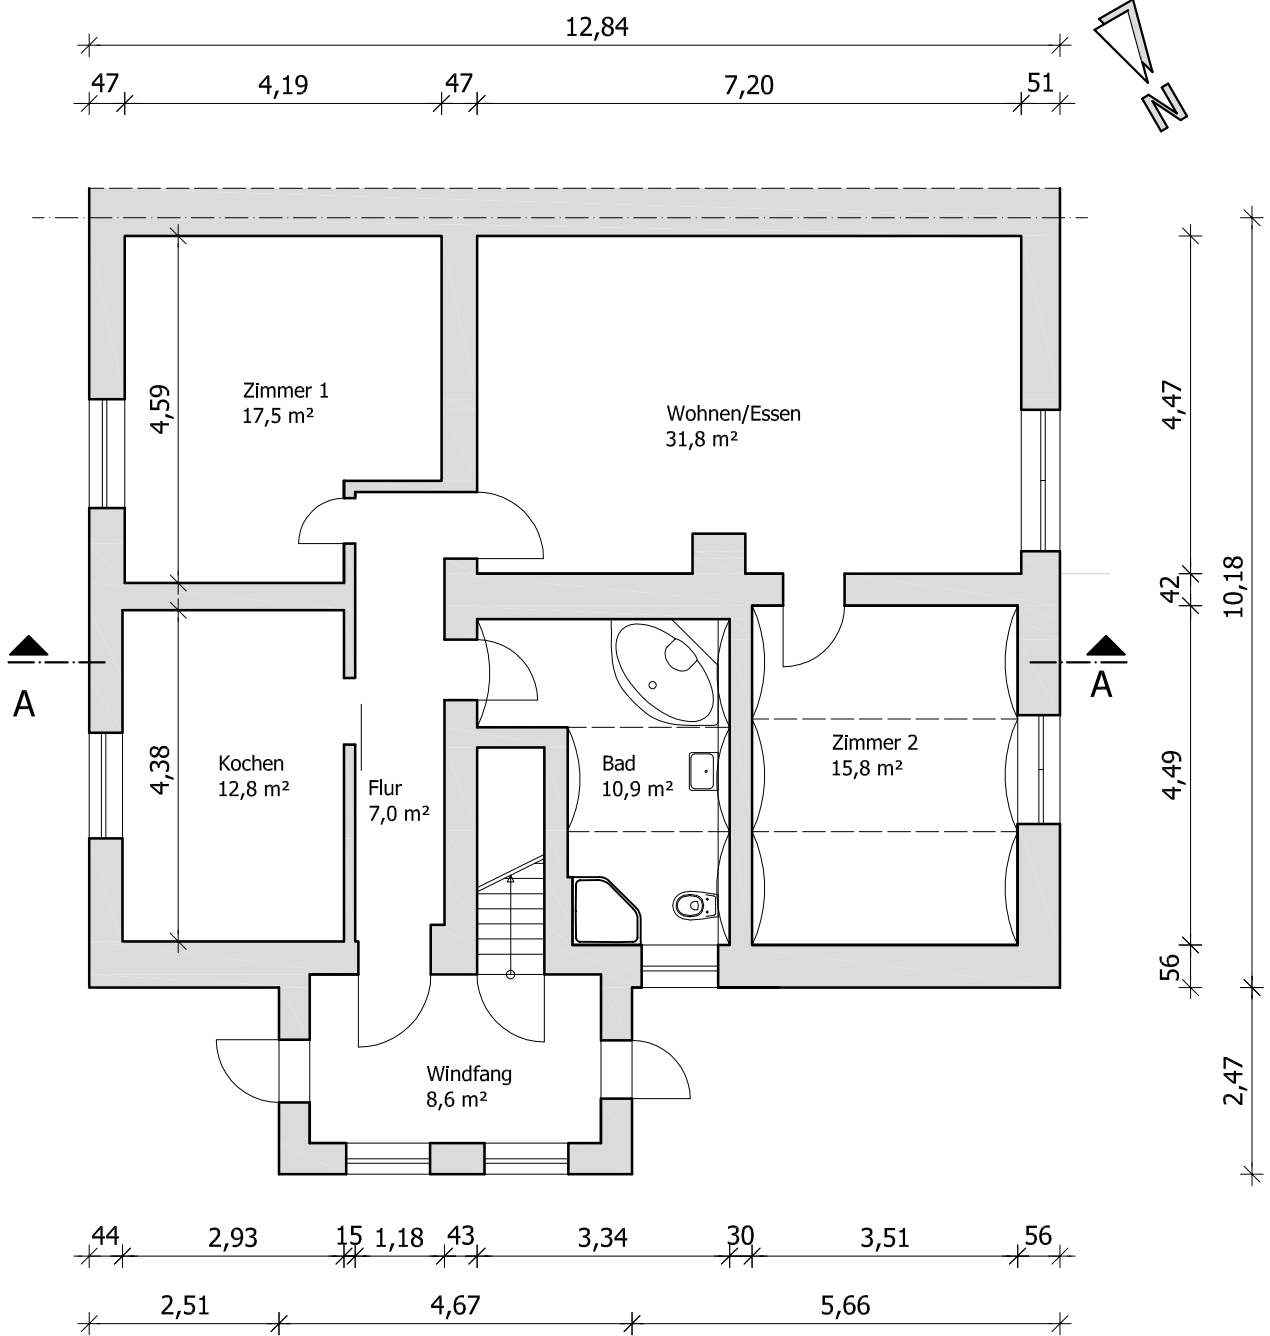 12,84
47
4,19
47
7,20
51
N
Zimmer 1
17,5 m²
4,59
Wohnen/Essen
31,8 m²
4,47
42
10,18
A
A
Kochen
12,8 m²
4,38
Flur
7,0 m²
Bad
10,9 m²
Zimmer 2
15,8 m²
4,49
56
Windfang
8,6 m²
2,47
44
2,93
15
1,18
43
3,34
30
3,51
56
2,51
4,67
5,66